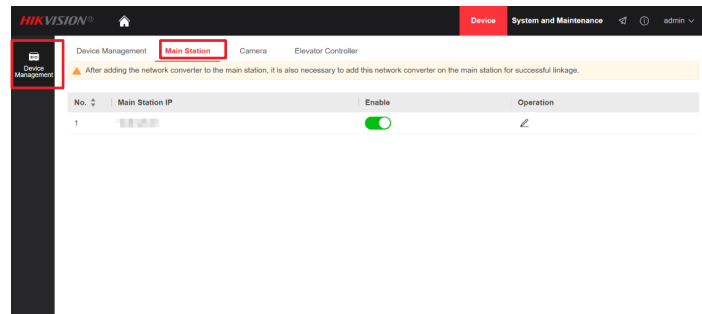 HIKVISION®
Device System and Maintenance admin
Device
Management
Device Management Main Station Camera Elevator Controller
After adding the network converter to the main station, it is also necessary to add this network converter on the main station for successful linkage.
No. Main Station IP Enable Operation
1